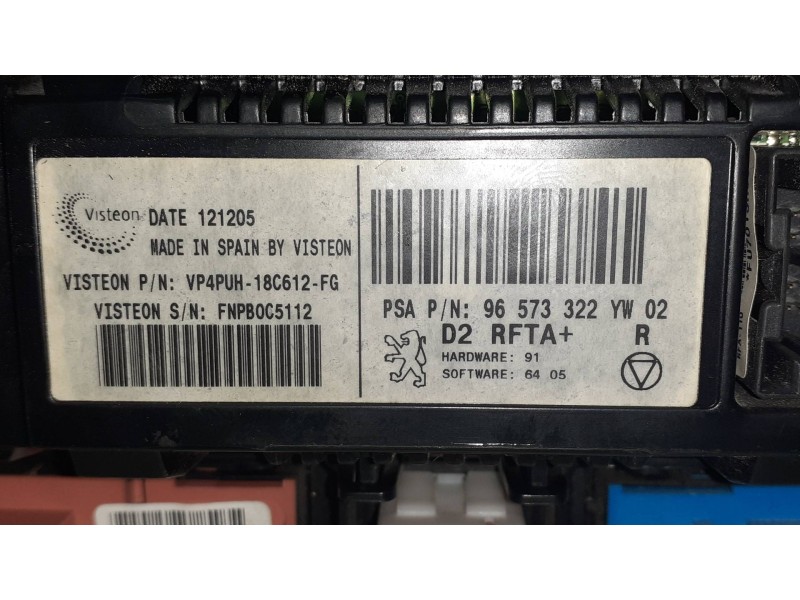 Visteon DATE 121205
MADE IN SPAIN BY VISTEON
VISTEON P/N: VP4PUH-18C612-FG
VISTEON S/N: FNPB0C5112
PSA P/N: 96 573 322 YW 02
D2 RFTA+ R
HARDWARE: 91
SOFTWARE: 64 05